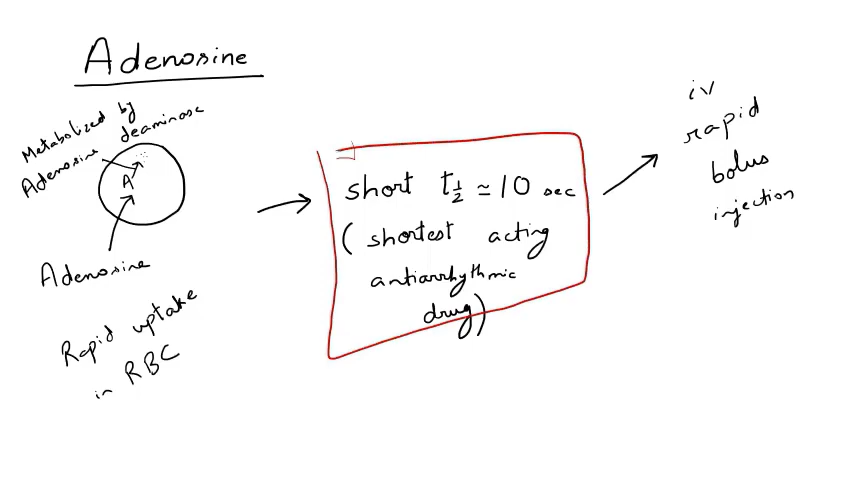 Adenosine
Metabolized by
Adenosine deaminase
A
Adenosine
Rapid uptake
in RBC
short t½ ≃ 10 sec
(shortest acting
antiarrhythmic
drug)
iv
rapid
bolus
injection